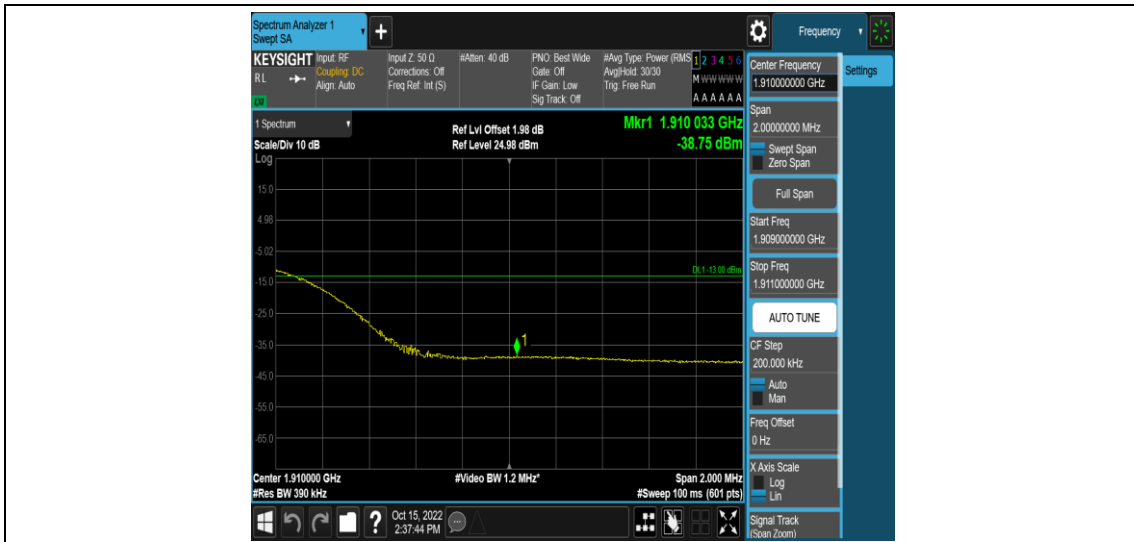 Spectrum Analyzer 1
Swept SA
+
Frequency
KEYSIGHT
RL
LXI
Input: RF
Coupling: DC
Align: Auto
Input Z: 50 Ω
Corrections: Off
Freq Ref: Int (S)
#Atten: 40 dB
PNO: Best Wide
Gate: Off
IF Gain: Low
Sig Track: Off
#Avg Type: Power (RMS
Avg|Hold: 30/30
Trig: Free Run
1 2 3 4 5 6
M W W W W W
A A A A A A
1 Spectrum
Scale/Div 10 dB
Log
Ref Lvl Offset 1.98 dB
Ref Level 24.98 dBm
Mkr1 1.910 033 GHz
-38.75 dBm
15.0
4.98
-5.02
-15.0
-25.0
-35.0
-45.0
-55.0
-65.0
DL1 -13.00 dBm
1
Center 1.910000 GHz
#Res BW 390 kHz
#Video BW 1.2 MHz*
Span 2.000 MHz
#Sweep 100 ms (601 pts)
?
Oct 15, 2022
2:37:44 PM
Center Frequency
1.910000000 GHz
Settings
Span
2.00000000 MHz
Swept Span
Zero Span
Full Span
Start Freq
1.909000000 GHz
Stop Freq
1.911000000 GHz
AUTO TUNE
CF Step
200.000 kHz
Auto
Man
Freq Offset
0 Hz
X Axis Scale
Log
Lin
Signal Track
(Span Zoom)